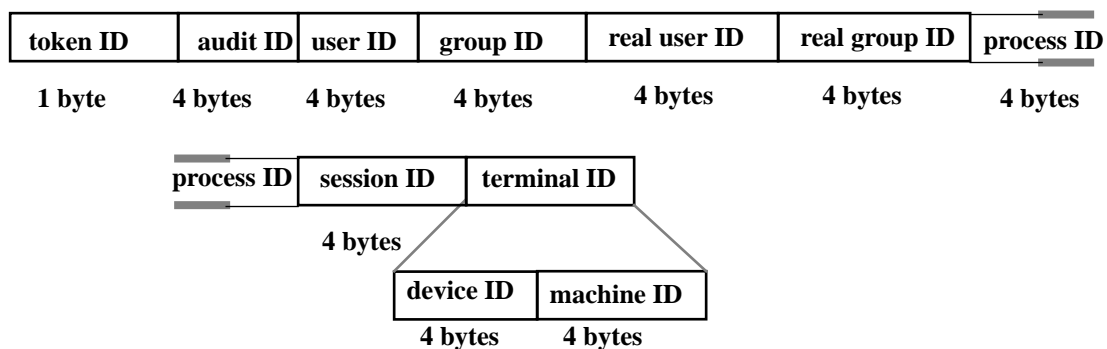 token ID audit ID user ID group ID real user ID real group ID process ID
1 byte 4 bytes 4 bytes 4 bytes 4 bytes 4 bytes 4 bytes
process ID session ID terminal ID
4 bytes
device ID machine ID
4 bytes 4 bytes